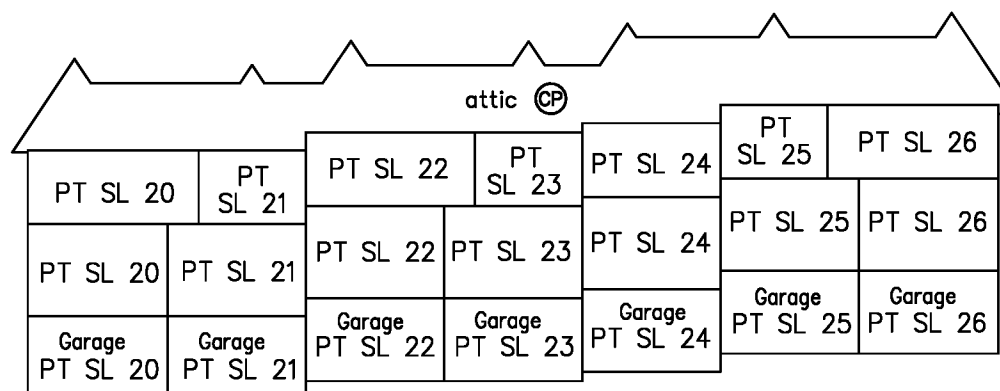 attic CP
PT SL 20
PT
SL 21
PT SL 22
PT
SL 23
PT SL 24
PT
SL 25
PT SL 26
PT SL 20
PT SL 21
PT SL 22
PT SL 23
PT SL 24
PT SL 25
PT SL 26
Garage
PT SL 20
Garage
PT SL 21
Garage
PT SL 22
Garage
PT SL 23
Garage
PT SL 24
Garage
PT SL 25
Garage
PT SL 26